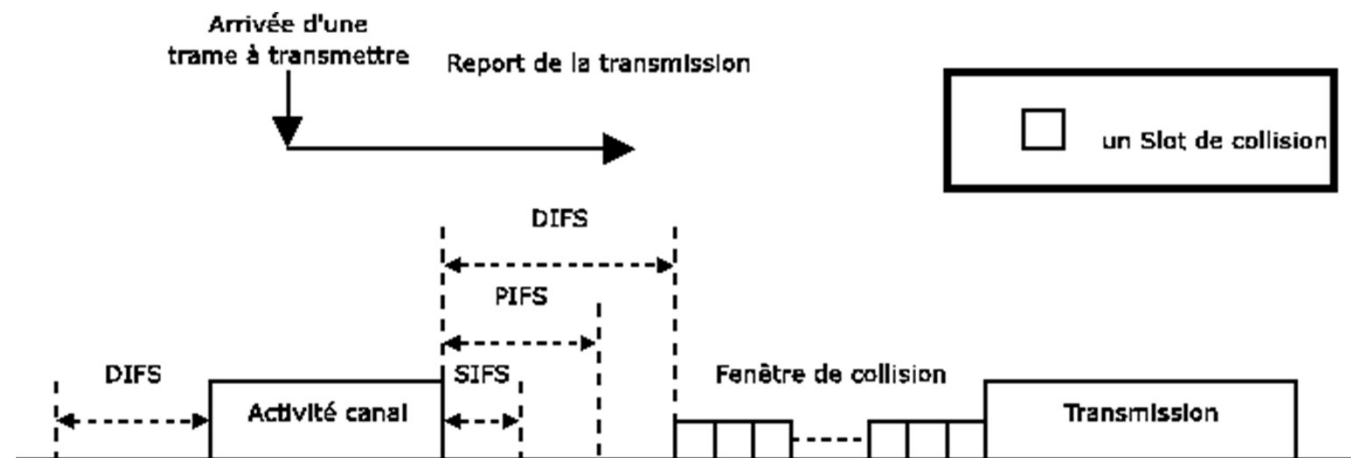 Arrivée d'une
trame à transmettre
Report de la transmission
un Slot de collision
DIFS
PIFS
DIFS
SIFS
Fenêtre de collision
Activité canal
Transmission